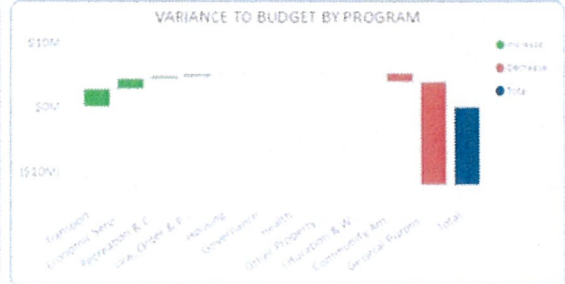 VARIANCE TO BUDGET BY PROGRAM
$10M
$0M
($10M)
Increase
Decrease
Total
Transport
Economic Serv...
Recreation & C...
Law, Order & P...
Housing
Governance
Health
Other Property ...
Education & W...
Community Am...
General Purpos...
Total